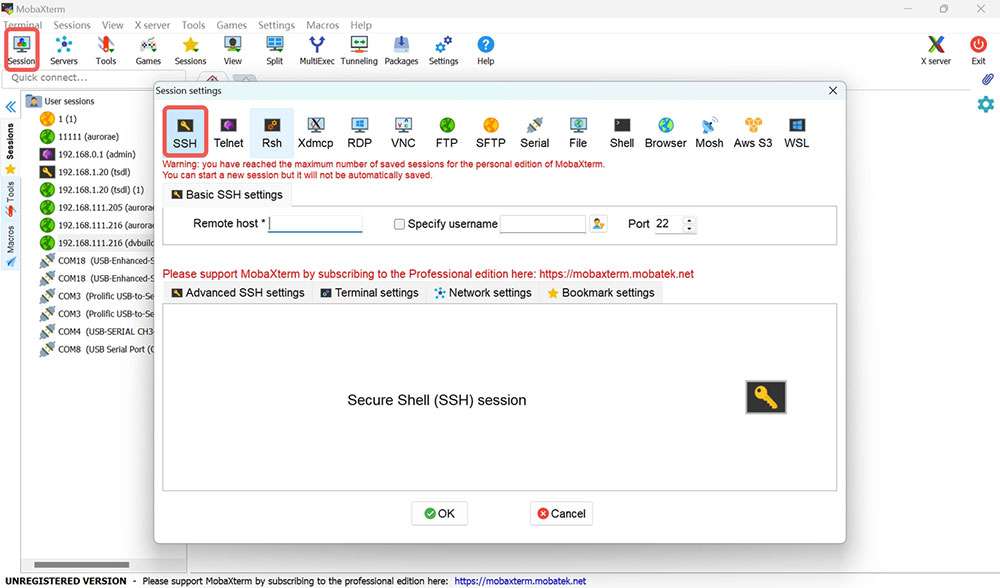 MobaXterm
Terminal Sessions View X server Tools Games Settings Macros Help
Session Servers Tools Games Sessions View Split MultiExec Tunneling Packages Settings Help X server Exit
Quick connect...
Session settings
User sessions
1 (1)
11111 (aurorae)
192.168.0.1 (admin)
192.168.1.20 (tsdl)
192.168.1.20 (tsdl) (1)
192.168.111.205 (aurora
192.168.111.216 (aurora
192.168.111.216 (dvbuilc
COM18 (USB-Enhanced-S
COM18 (USB-Enhanced-S
COM3 (Prolific USB-to-Se
COM3 (Prolific USB-to-Se
COM4 (USB-SERIAL CH3
COM8 (USB Serial Port (C
Sessions
Tools
Macros
SSH Telnet Rsh Xdmcp RDP VNC FTP SFTP Serial File Shell Browser Mosh Aws S3 WSL
Warning: you have reached the maximum number of saved sessions for the personal edition of MobaXterm.
You can start a new session but it will not be automatically saved.
Basic SSH settings
Remote host * Specify username Port 22
Please support MobaXterm by subscribing to the Professional edition here: https://mobaxterm.mobatek.net
Advanced SSH settings Terminal settings Network settings Bookmark settings
Secure Shell (SSH) session
OK Cancel
UNREGISTERED VERSION - Please support MobaXterm by subscribing to the professional edition here: https://mobaxterm.mobatek.net